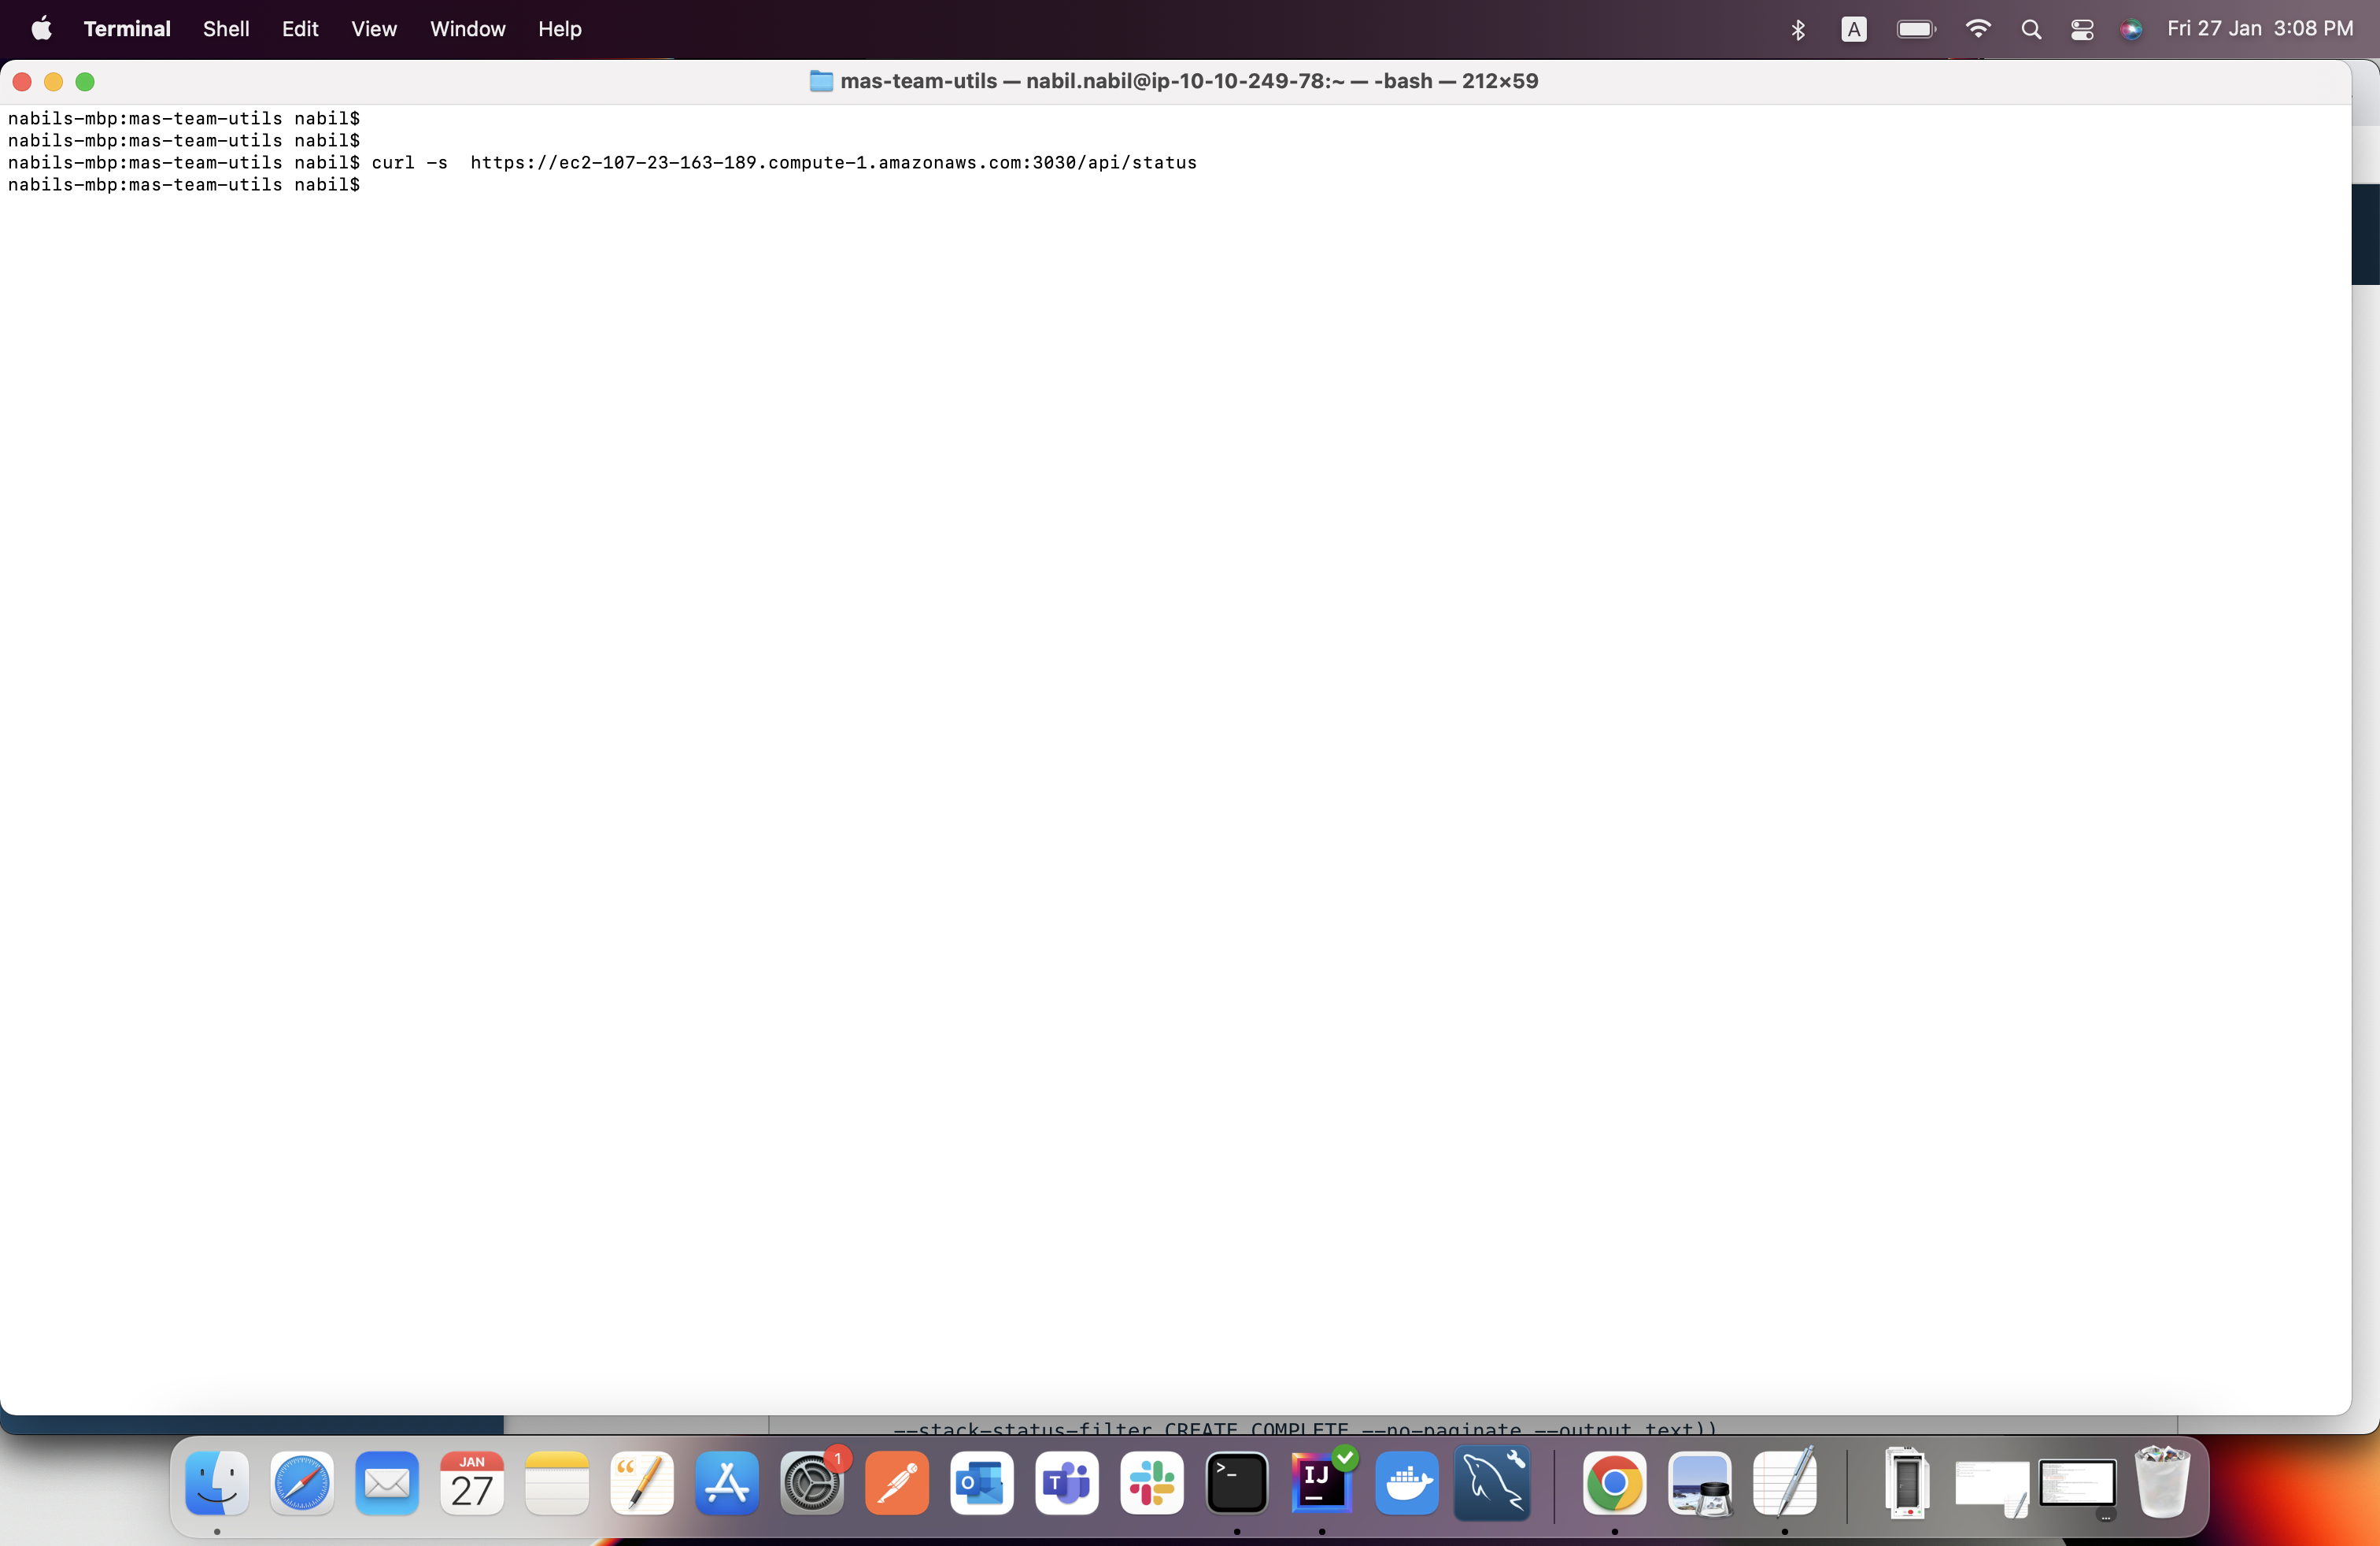 Terminal Shell Edit View Window Help A Fri 27 Jan 3:08 PM
mas-team-utils — nabil.nabil@ip-10-10-249-78:~ — -bash — 212×59
nabils-mbp:mas-team-utils nabil$
nabils-mbp:mas-team-utils nabil$
nabils-mbp:mas-team-utils nabil$ curl -s  https://ec2-107-23-163-189.compute-1.amazonaws.com:3030/api/status
nabils-mbp:mas-team-utils nabil$
--stack-status-filter CREATE_COMPLETE --no-paginate --output text))
JAN
27
1
O
T
>_
IJ